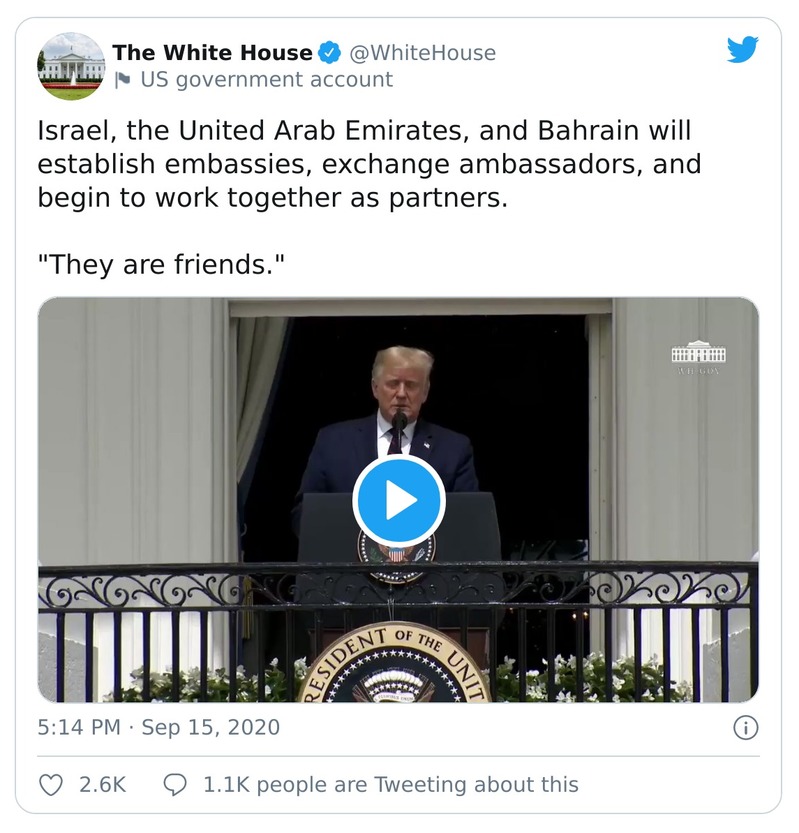 The White House @WhiteHouse
US government account
Israel, the United Arab Emirates, and Bahrain will
establish embassies, exchange ambassadors, and
begin to work together as partners.
"They are friends."
WH.GOV
RESIDENT OF THE UNIT
5:14 PM · Sep 15, 2020
2.6K 1.1K people are Tweeting about this